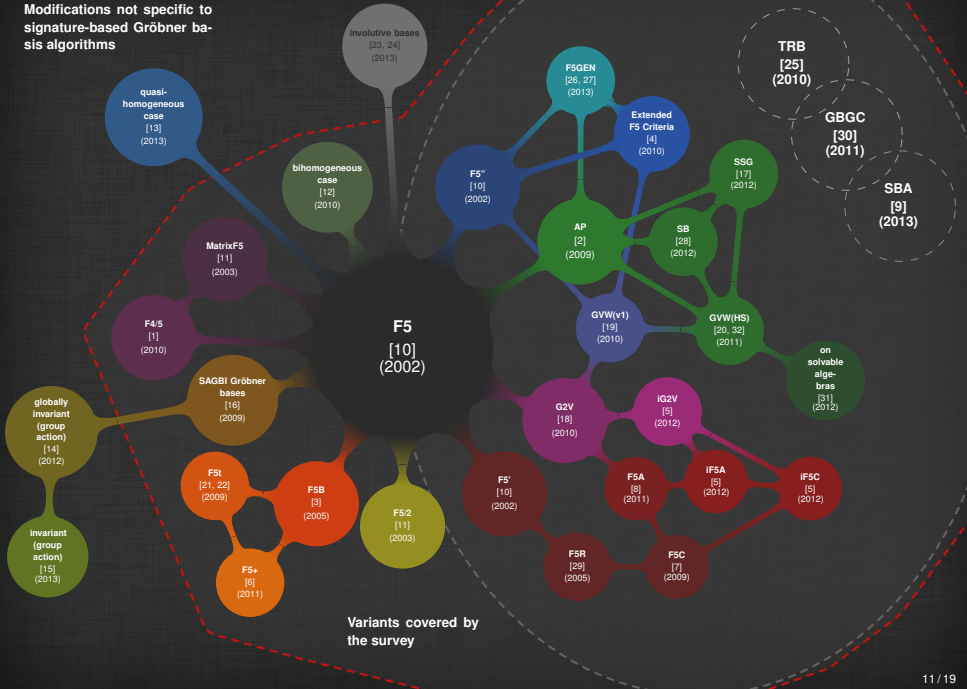 Modifications not specific to
signature-based Gröbner ba-
sis algorithms
involutive bases
[23, 24]
(2013)
quasi-
homogeneous
case
[13]
(2013)
bihomogeneous
case
[12]
(2010)
MatrixF5
[11]
(2003)
F4/5
[1]
(2010)
SAGBI Gröbner
bases
[16]
(2009)
globally
invariant
(group
action)
[14]
(2012)
invariant
(group
action)
[15]
(2013)
F5t
[21, 22]
(2009)
F5B
[3]
(2005)
F5+
[6]
(2011)
F5/2
[11]
(2003)
F5
[10]
(2002)
F5"
[10]
(2002)
F5GEN
[26, 27]
(2013)
Extended
F5 Criteria
[4]
(2010)
AP
[2]
(2009)
SB
[28]
(2012)
SSG
[17]
(2012)
GVW(v1)
[19]
(2010)
GVW(HS)
[20, 32]
(2011)
on
solvable
alge-
bras
[31]
(2012)
G2V
[18]
(2010)
iG2V
[5]
(2012)
F5'
[10]
(2002)
F5A
[8]
(2011)
iF5A
[5]
(2012)
iF5C
[5]
(2012)
F5R
[29]
(2005)
F5C
[7]
(2009)
TRB
[25]
(2010)
GBGC
[30]
(2011)
SBA
[9]
(2013)
Variants covered by
the survey
11/19